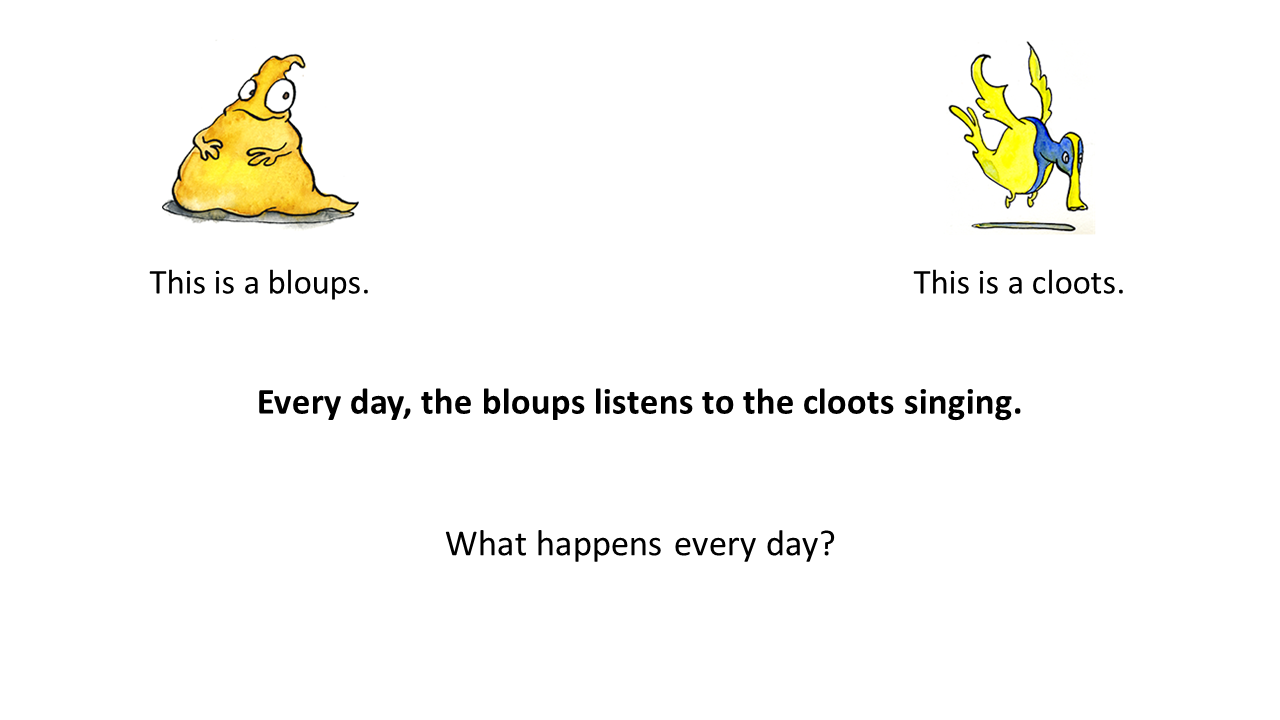 This is a bloups.
This is a cloots.
Every day, the bloups listens to the cloots singing.
What happens every day?